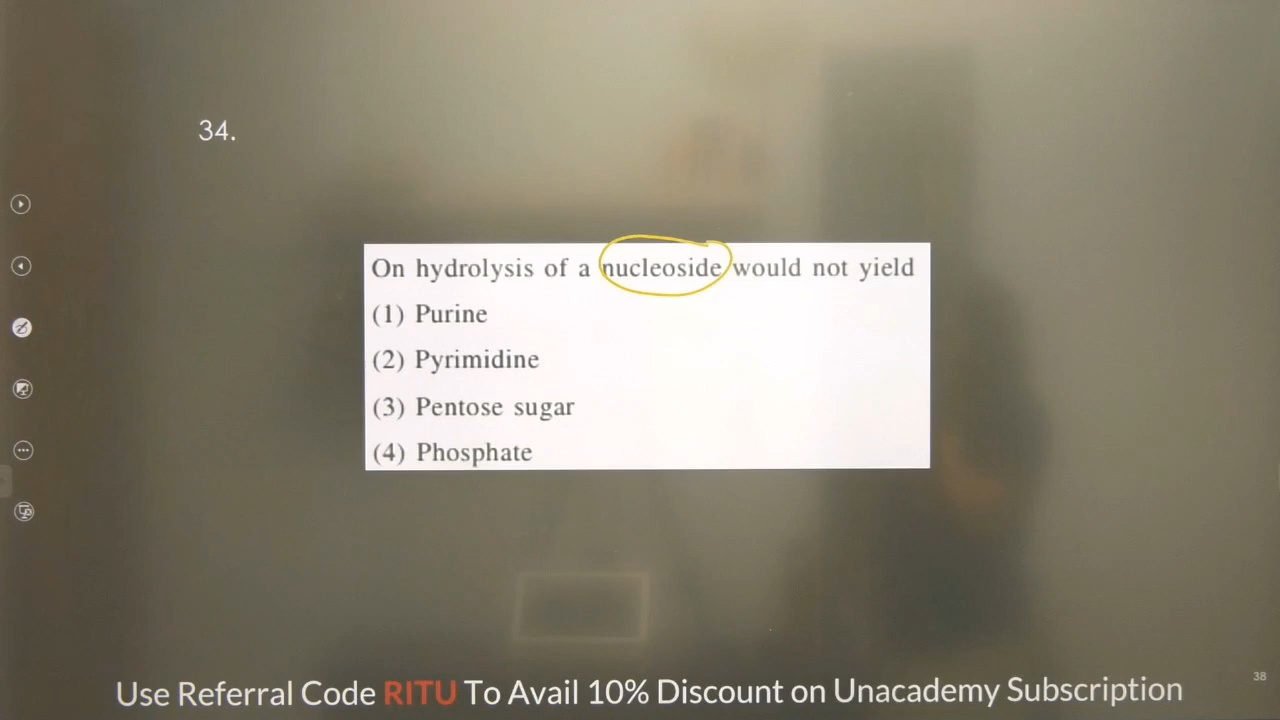 34.
On hydrolysis of a nucleoside would not yield
(1) Purine
(2) Pyrimidine
(3) Pentose sugar
(4) Phosphate
38
Use Referral Code RITU To Avail 10% Discount on Unacademy Subscription